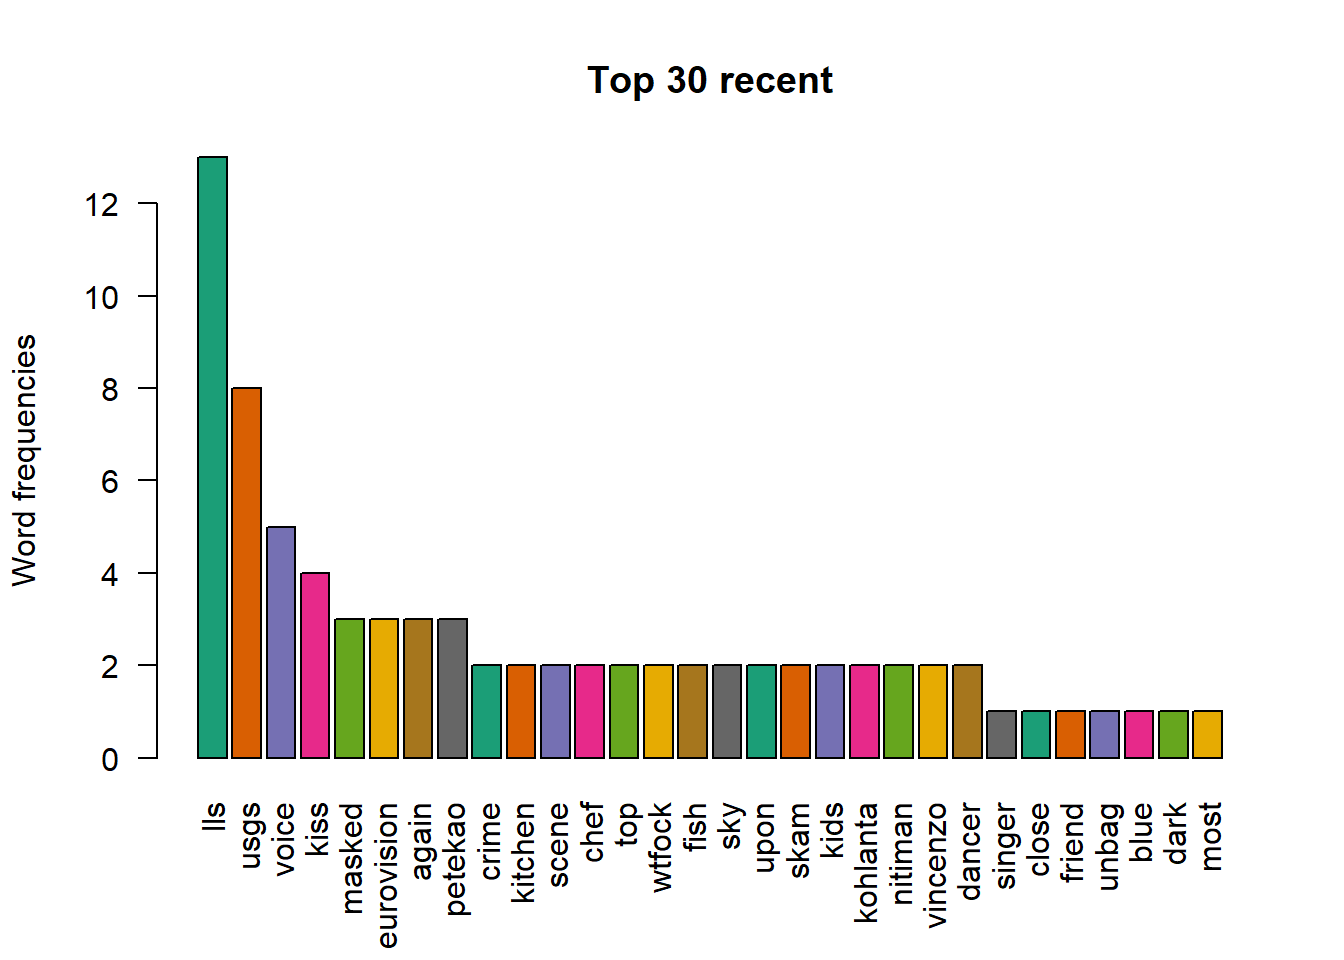 Top 30 recent
Word frequencies
12
10
8
6
4
2
0
lls
usgs
voice
kiss
masked
eurovision
again
petekao
crime
kitchen
scene
chef
top
wtfock
fish
sky
upon
skam
kids
kohlanta
nitiman
vincenzo
dancer
singer
close
friend
unbag
blue
dark
most